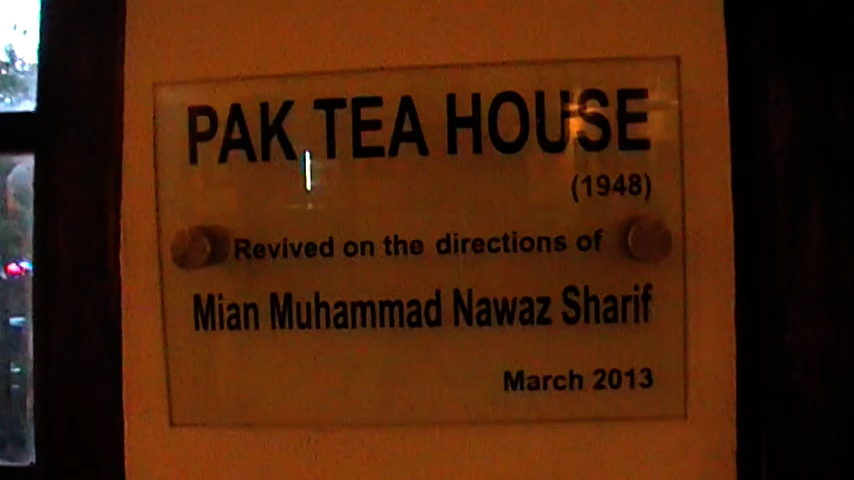 PAK TEA HOUSE
(1948)
Revived on the directions of
Mian Muhammad Nawaz Sharif
March 2013